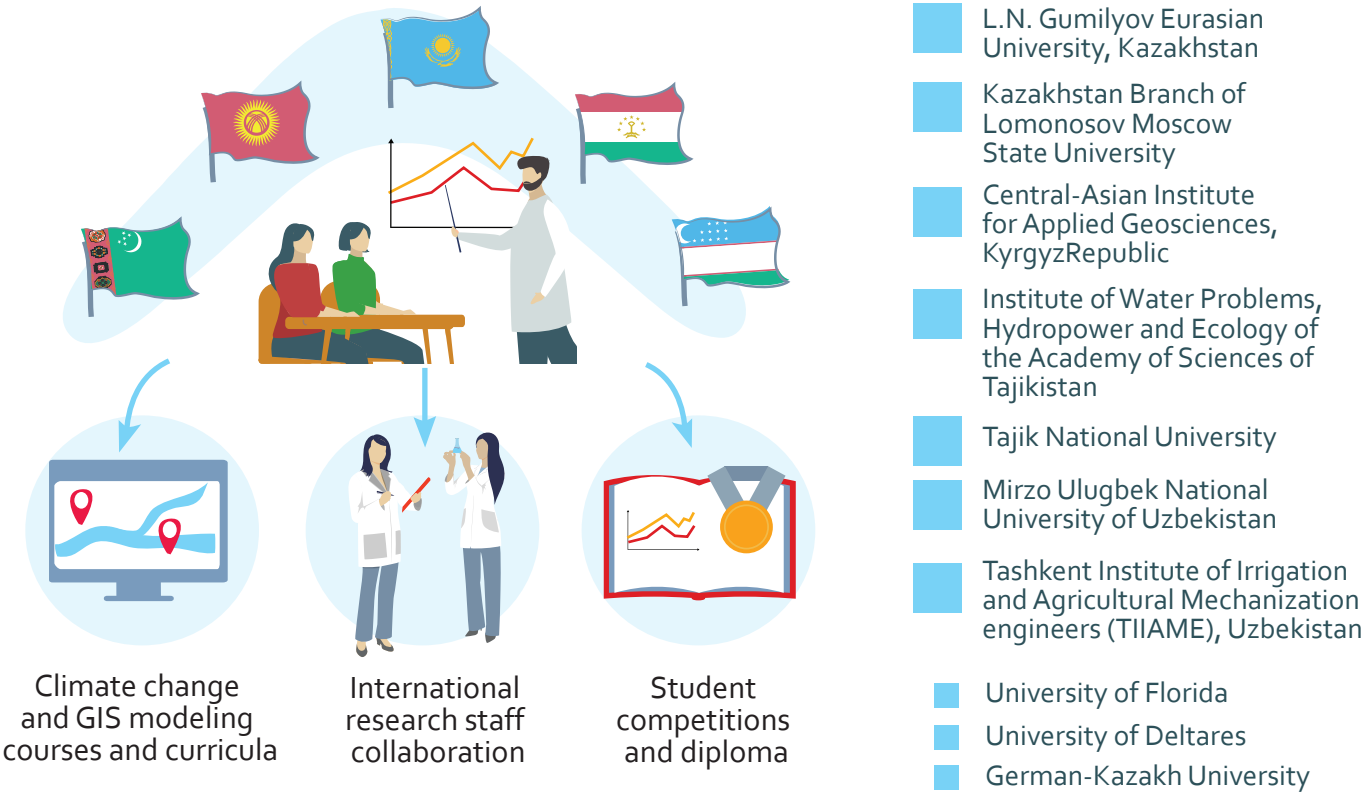 L.N. Gumilyov Eurasian
University, Kazakhstan
Kazakhstan Branch of
Lomonosov Moscow
State University
Central-Asian Institute
for Applied Geosciences,
KyrgyzRepublic
Institute of Water Problems,
Hydropower and Ecology of
the Academy of Sciences of
Tajikistan
Tajik National University
Mirzo Ulugbek National
University of Uzbekistan
Tashkent Institute of Irrigation
and Agricultural Mechanization
engineers (TIIAME), Uzbekistan
University of Florida
University of Deltares
German-Kazakh University
Climate change
and GIS modeling
courses and curricula
International
research staff
collaboration
Student
competitions
and diploma